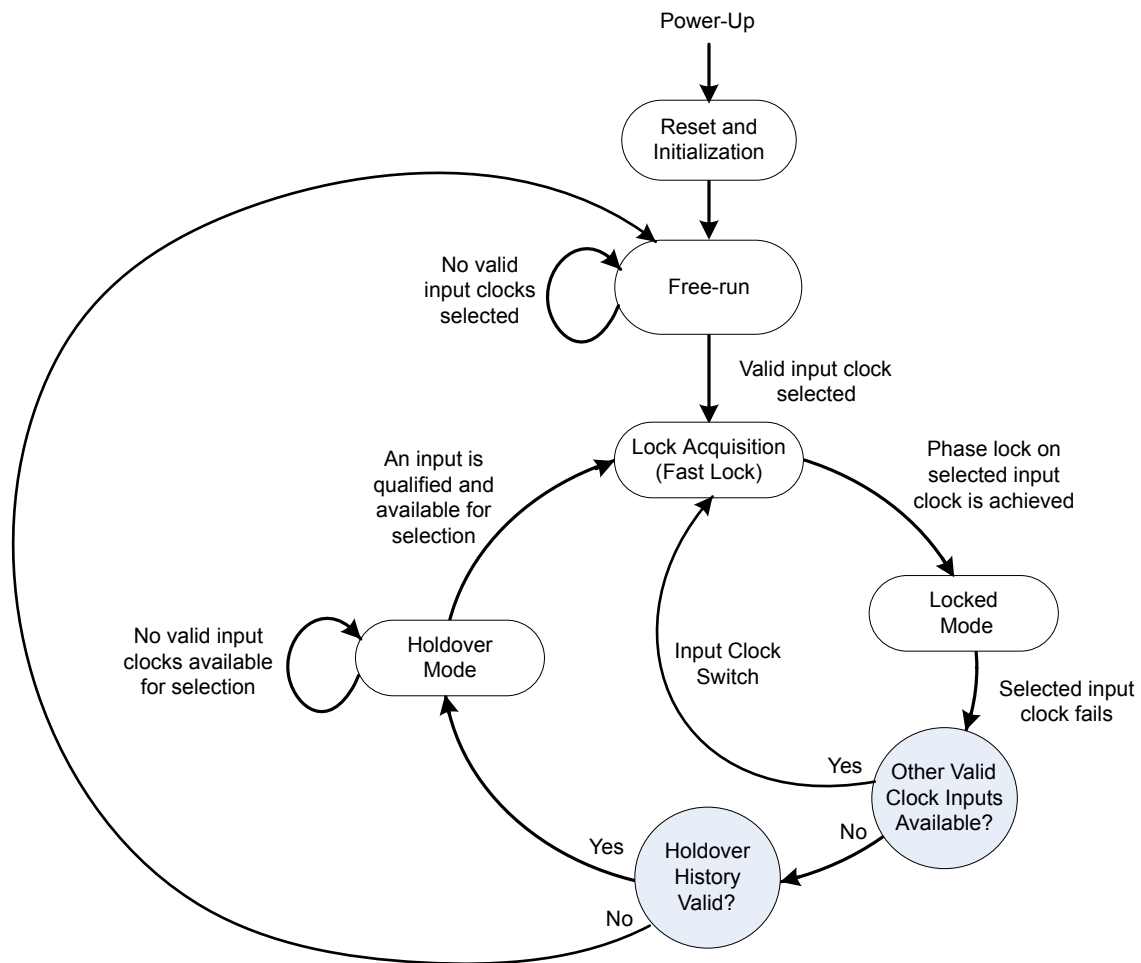 Power-Up
Reset and
Initialization
No valid
input clocks
selected
Free-run
Valid input clock
selected
An input is
qualified and
available for
selection
Lock Acquisition
(Fast Lock)
Phase lock on
selected input
clock is achieved
No valid input
clocks available
for selection
Holdover
Mode
Input Clock
Switch
Locked
Mode
Selected input
clock fails
Yes
Other Valid
Clock Inputs
Available?
No
Yes
Holdover
History
Valid?
No